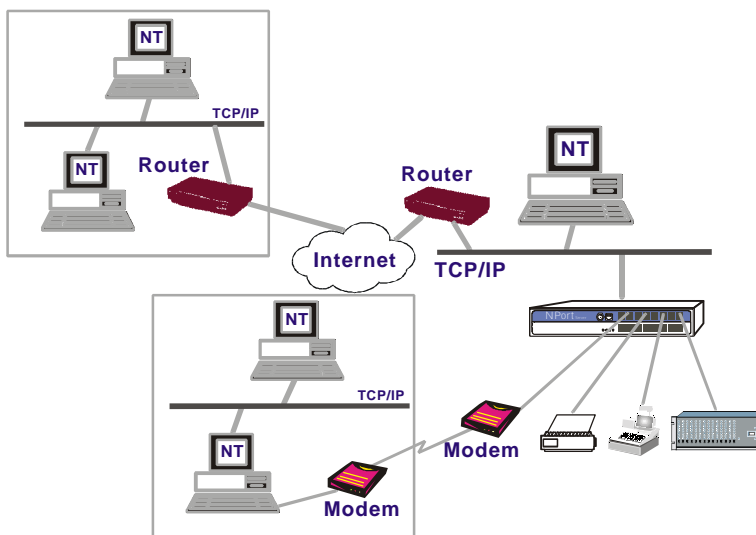 NT
TCP/IP
NT
Router
Router
NT
Internet
TCP/IP
NPort
NT
TCP/IP
NT
Modem
Modem